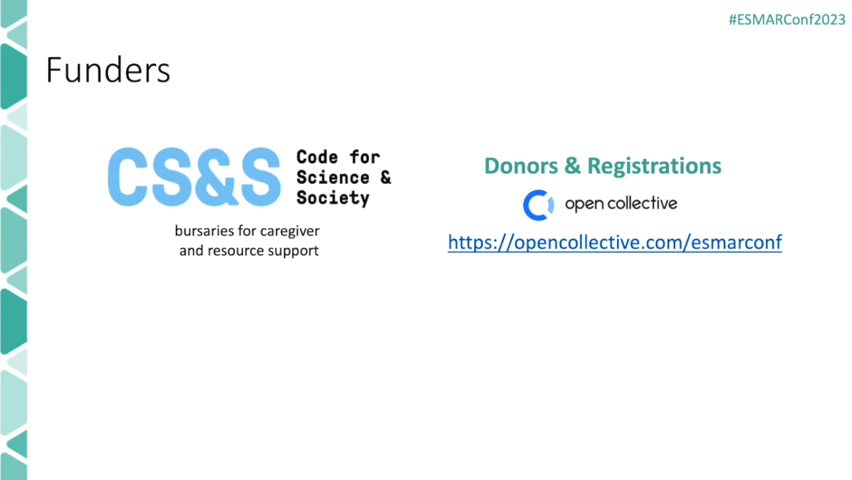 #ESMARConf2023
Funders
CS&S
Code for
Science &
Society
bursaries for caregiver
and resource support
Donors & Registrations
open collective
https://opencollective.com/esmarconf